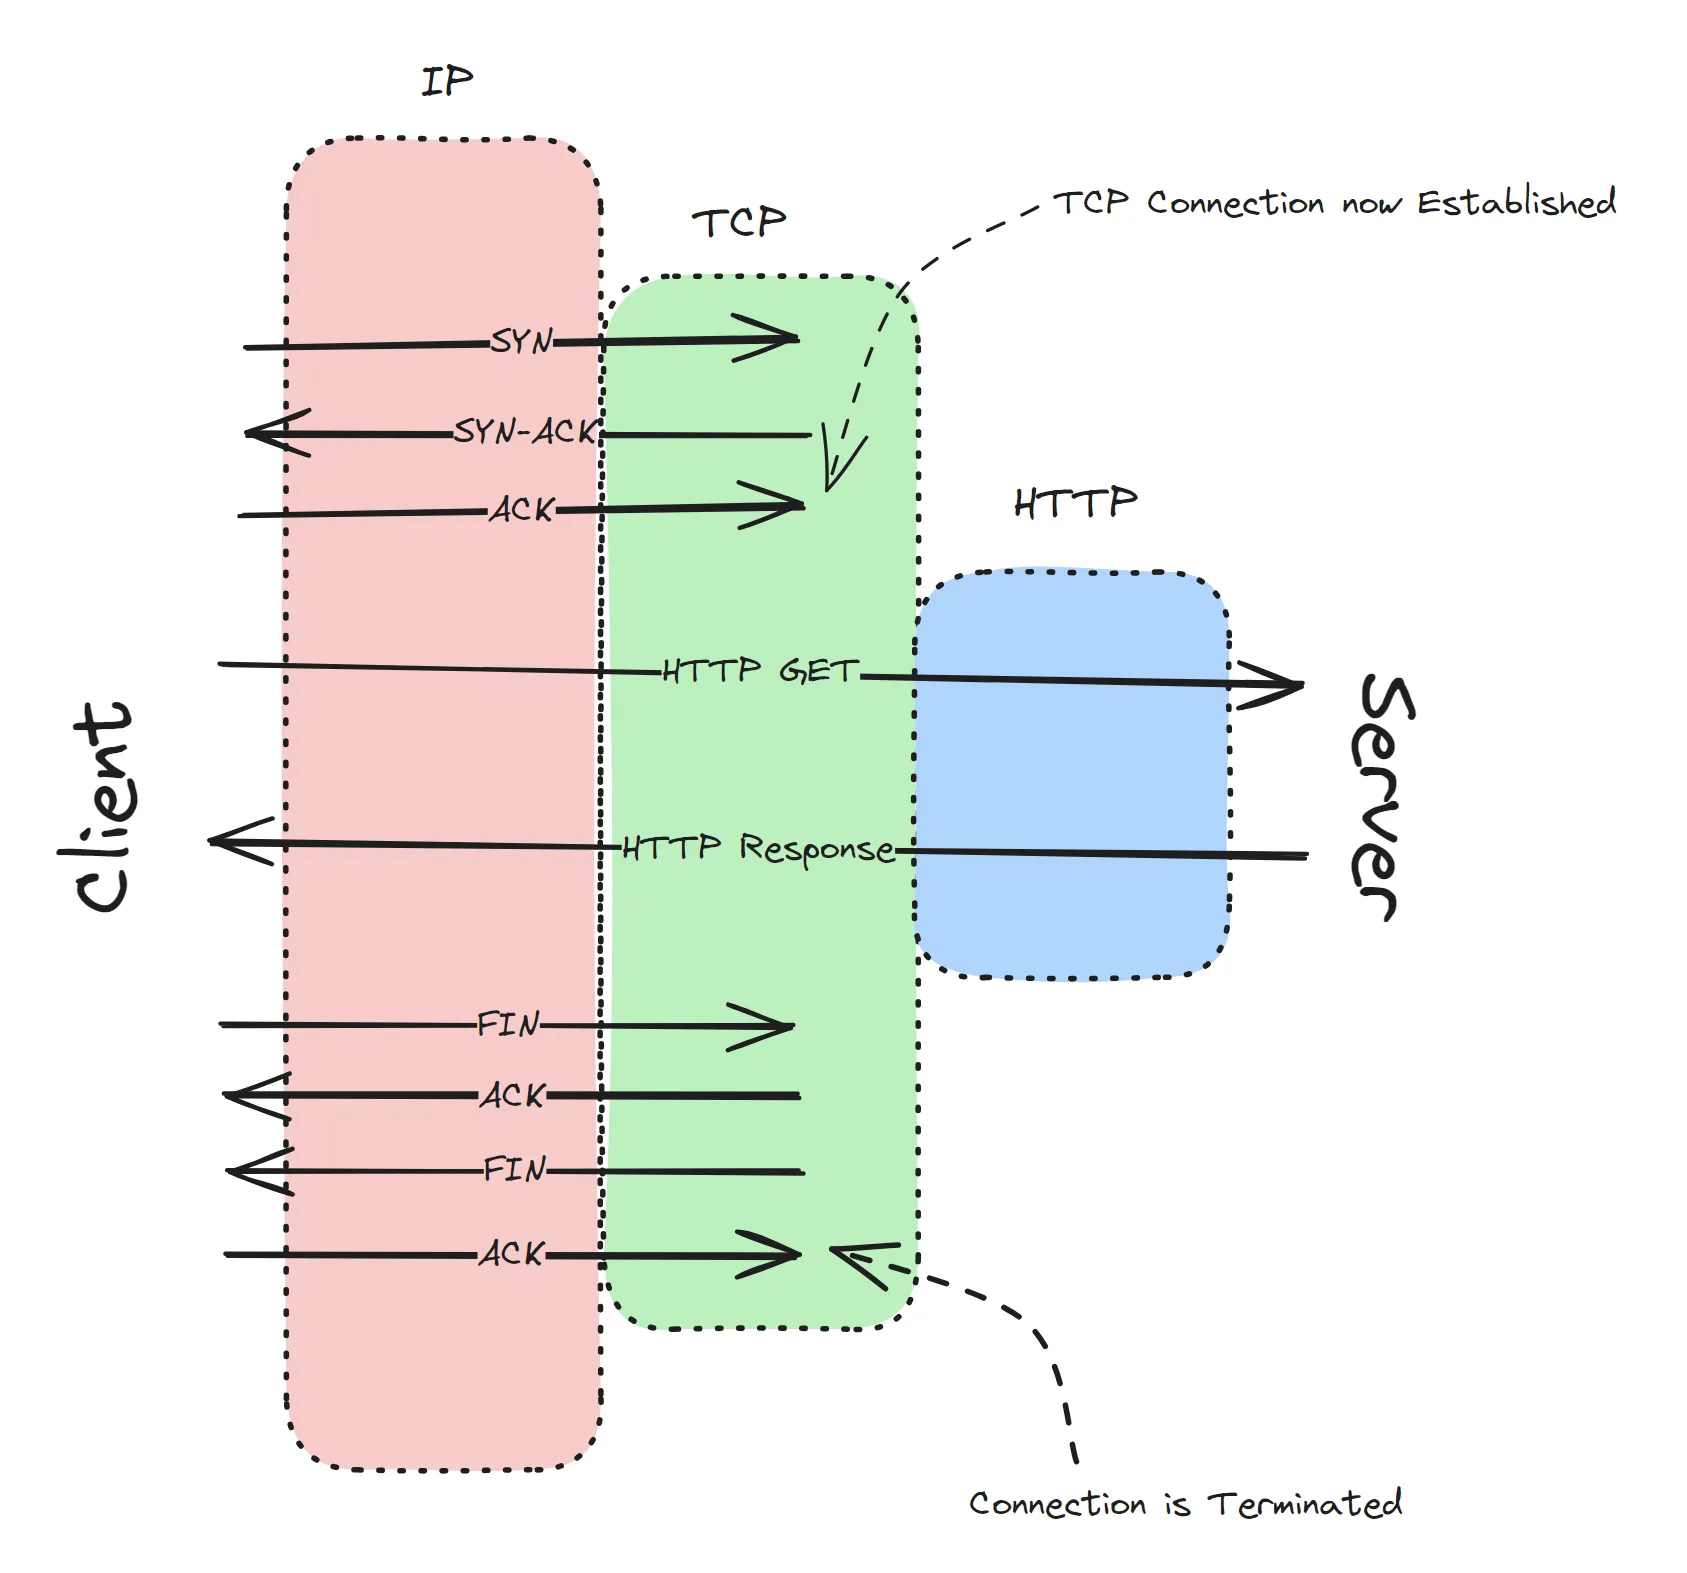 IP
TCP
TCP Connection now Established
SYN
SYN-ACK
ACK
HTTP
HTTP GET
Client
Server
HTTP Response
FIN
ACK
FIN
ACK
Connection is Terminated